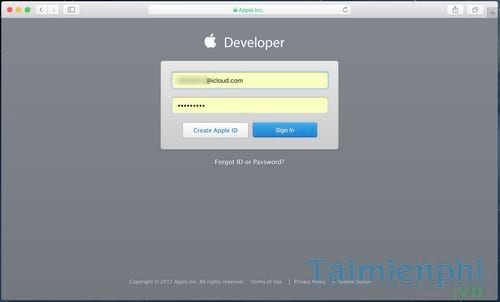 Apple Inc.
Developer
@icloud.com
•••••••••
Create Apple ID Sign In
Forgot ID or Password?
Taimienphi
.vn
Copyright © 2017 Apple Inc. All rights reserved. Terms of Use | Privacy Policy | System Status